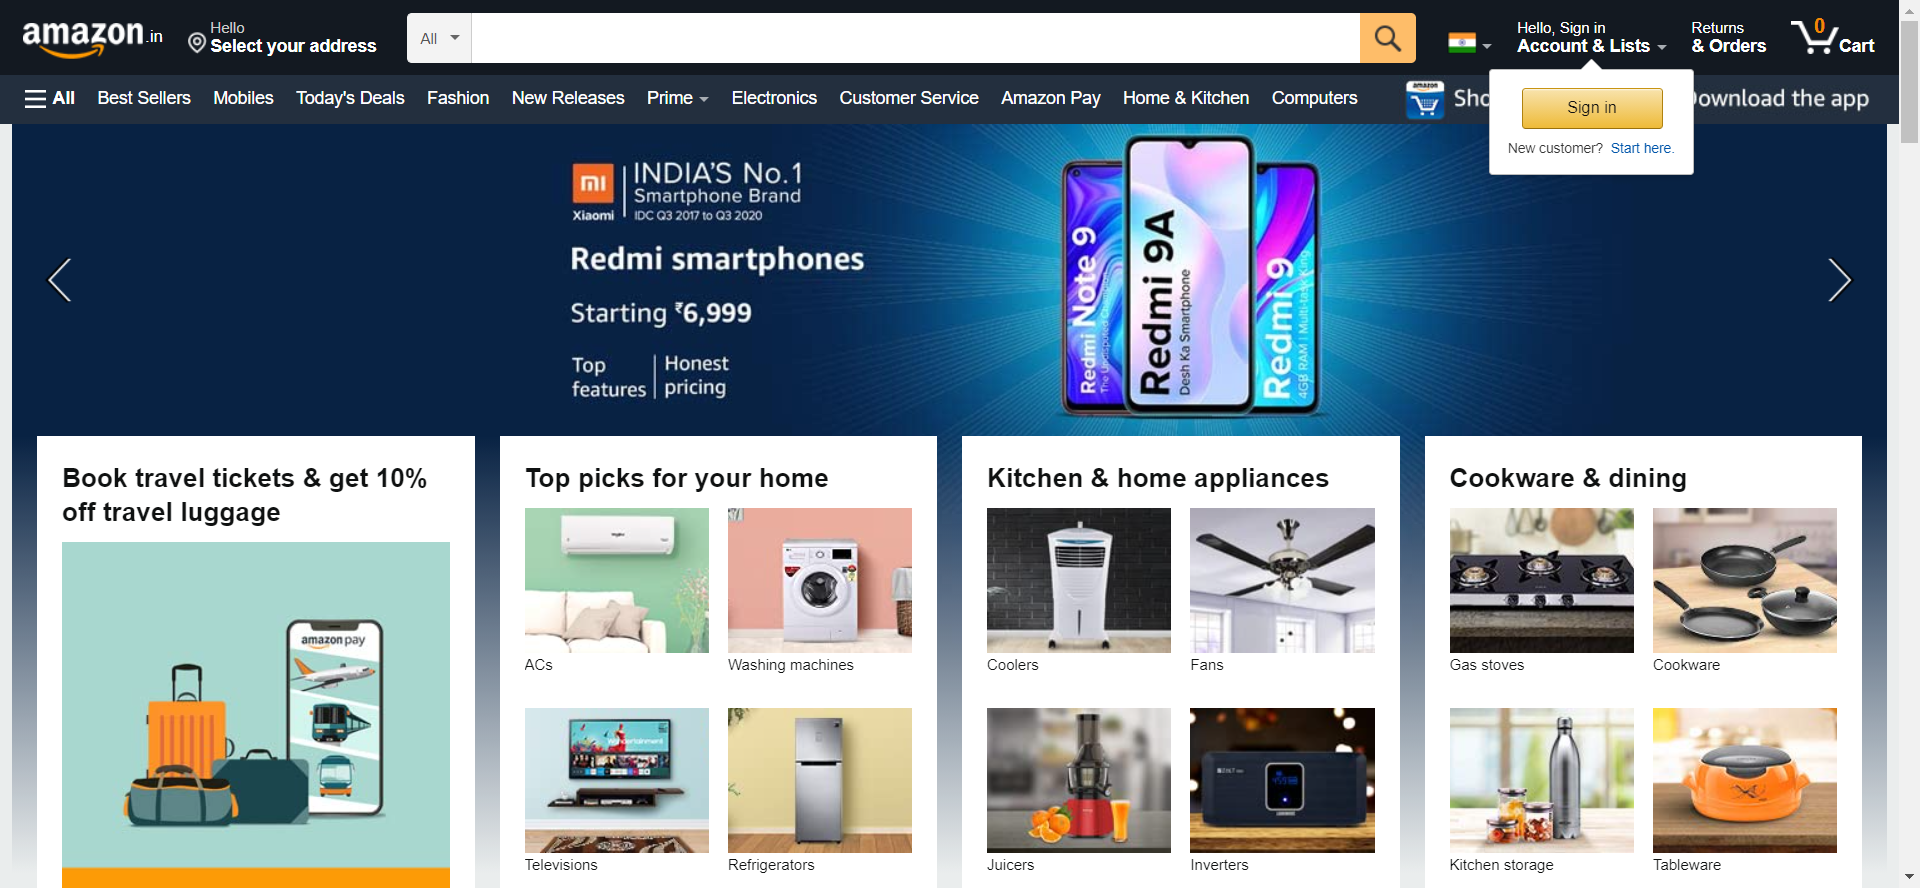 amazon.in
Hello
Select your address
All
Hello, Sign in
Account & Lists
Returns
& Orders
0
Cart
All
Best Sellers
Mobiles
Today's Deals
Fashion
New Releases
Prime
Electronics
Customer Service
Amazon Pay
Home & Kitchen
Computers
amazon
Sho
ownload the app
Sign in
New customer? Start here.
mi
Xiaomi
INDIA'S No.1
Smartphone Brand
IDC Q3 2017 to Q3 2020
Redmi smartphones
Starting ₹6,999
Top
features
Honest
pricing
Redmi Note 9
Redmi 9A
Desh Ka Smartphone
Redmi 9
4GB RAM | Multi-tasking King
Book travel tickets & get 10%
off travel luggage
amazon pay
Top picks for your home
ACs
Washing machines
Televisions
Refrigerators
Kitchen & home appliances
Coolers
Fans
Juicers
Inverters
Cookware & dining
Gas stoves
Cookware
Kitchen storage
Tableware